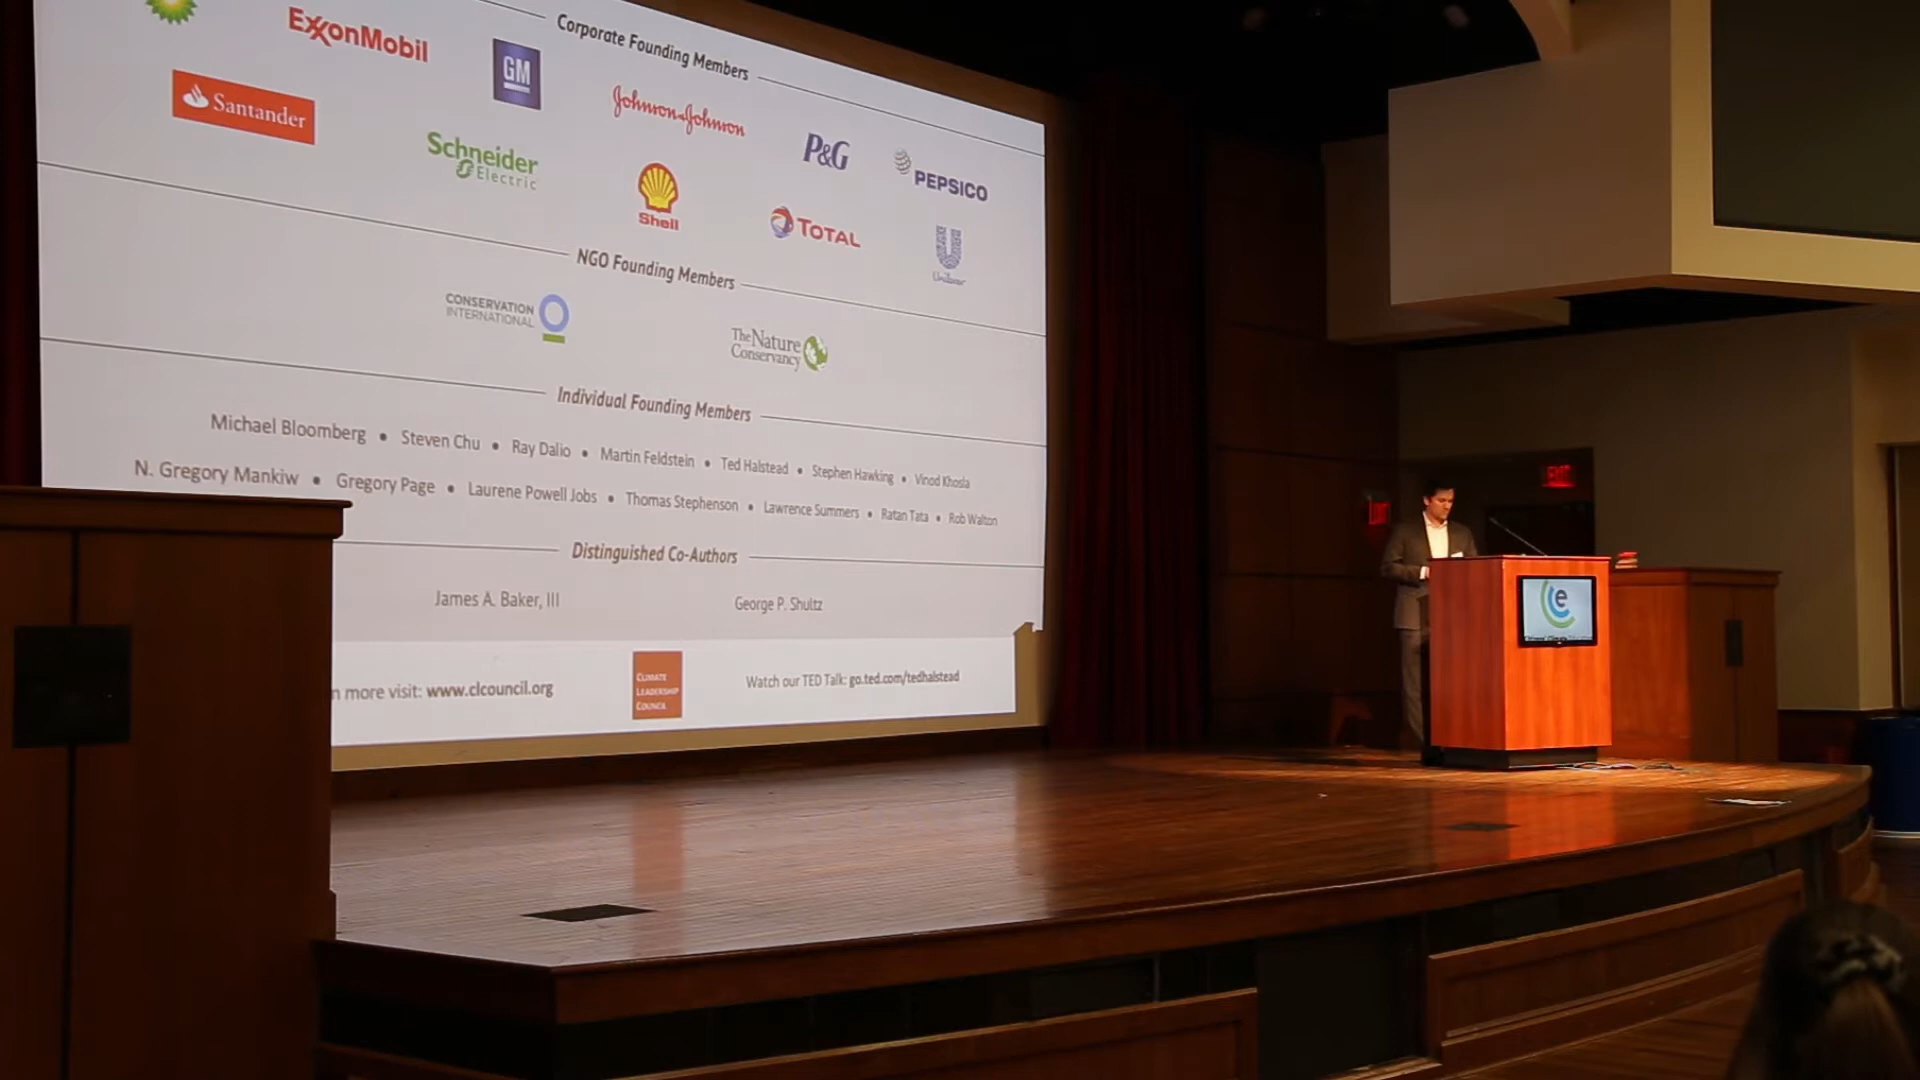 Corporate Founding Members
ExxonMobil
GM
Santander
Johnson & Johnson
P&G
PEPSICO
Schneider
Electric
Shell
TOTAL
Unilever
NGO Founding Members
CONSERVATION
INTERNATIONAL
The Nature
Conservancy
Individual Founding Members
Michael Bloomberg • Steven Chu • Ray Dalio • Martin Feldstein • Ted Halstead • Stephen Hawking • Vinod Khosla
N. Gregory Mankiw • Gregory Page • Laurene Powell Jobs • Thomas Stephenson • Lawrence Summers • Ratan Tata • Rob Walton
Distinguished Co-Authors
James A. Baker, III George P. Shultz
n more visit: www.clcouncil.org
CLIMATE
LEADERSHIP
COUNCIL
Watch our TED Talk: go.ted.com/tedhalstead
EXIT
e